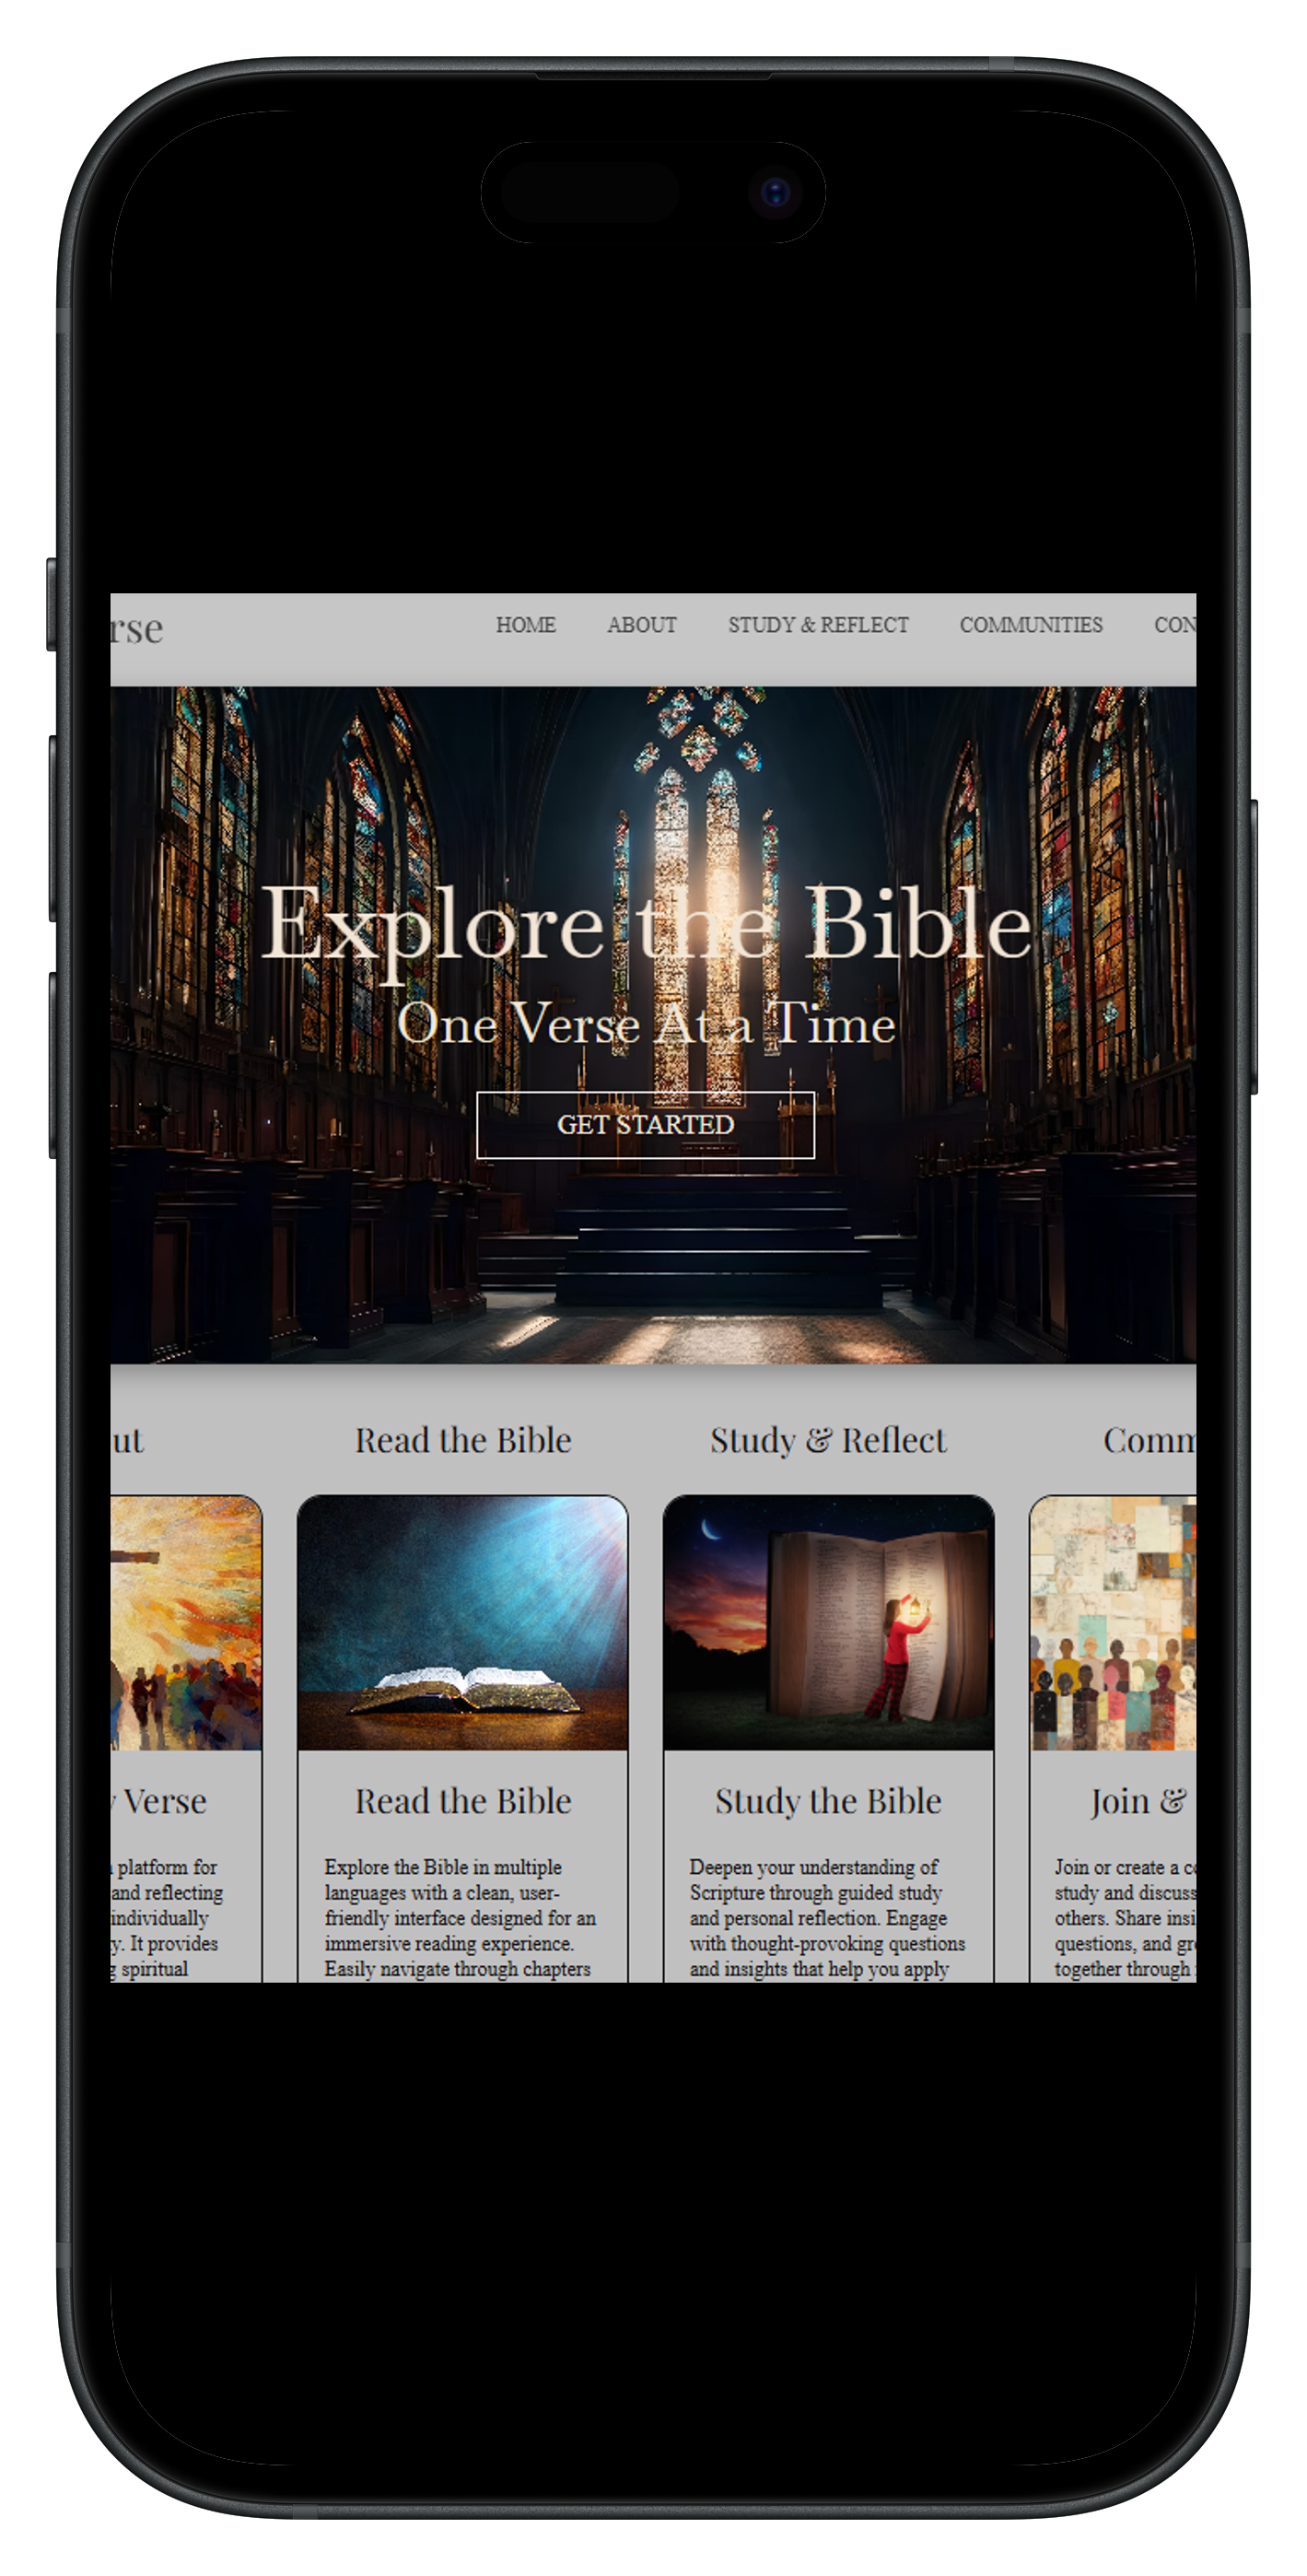 rse HOME ABOUT STUDY & REFLECT COMMUNITIES CON
Explore the Bible
One Verse At a Time
GET STARTED
ut Read the Bible Study & Reflect Comm
y Verse
platform for
and reflecting
individually
y. It provides
g spiritual
Read the Bible
Explore the Bible in multiple
languages with a clean, user-
friendly interface designed for an
immersive reading experience.
Easily navigate through chapters
Study the Bible
Deepen your understanding of
Scripture through guided study
and personal reflection. Engage
with thought-provoking questions
and insights that help you apply
Join &
Join or create a c
study and discuss
others. Share insi
questions, and gr
together through